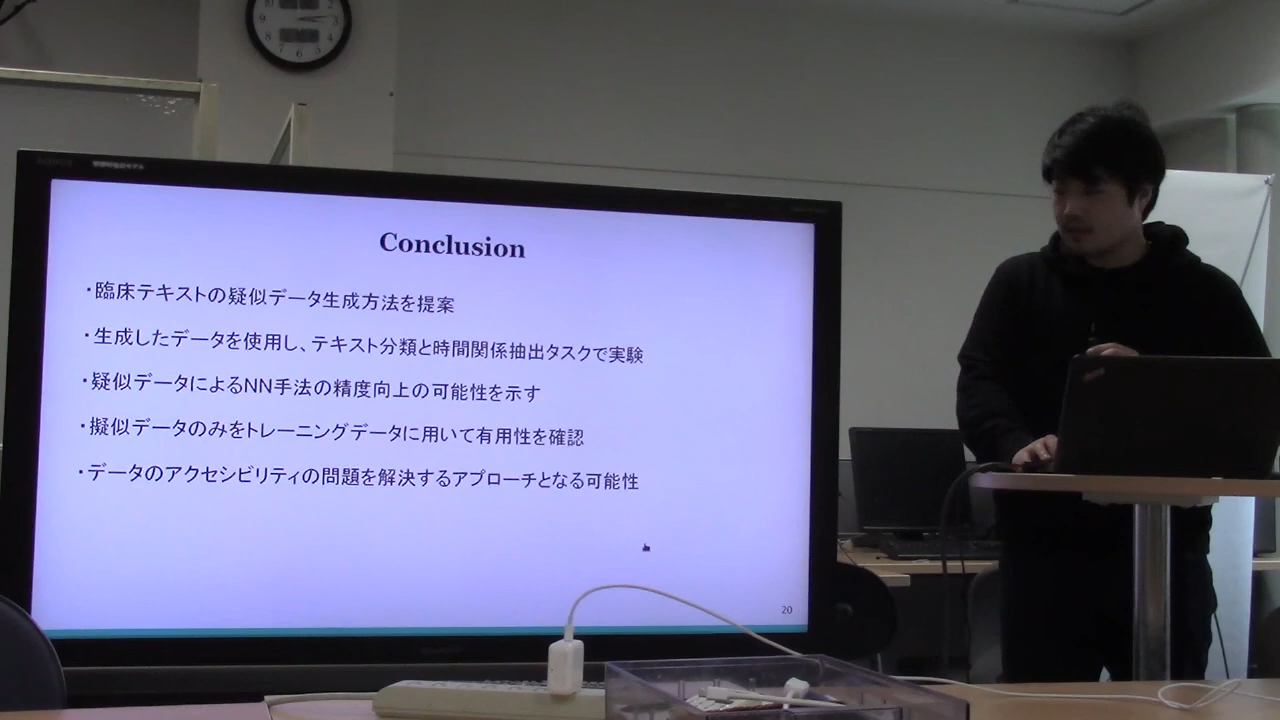 Conclusion
・臨床テキストの疑似データ生成方法を提案
・生成したデータを使用し、テキスト分類と時間関係抽出タスクで実験
・疑似データによるNN手法の精度向上の可能性を示す
・擬似データのみをトレーニングデータに用いて有用性を確認
・データのアクセシビリティの問題を解決するアプローチとなる可能性
20